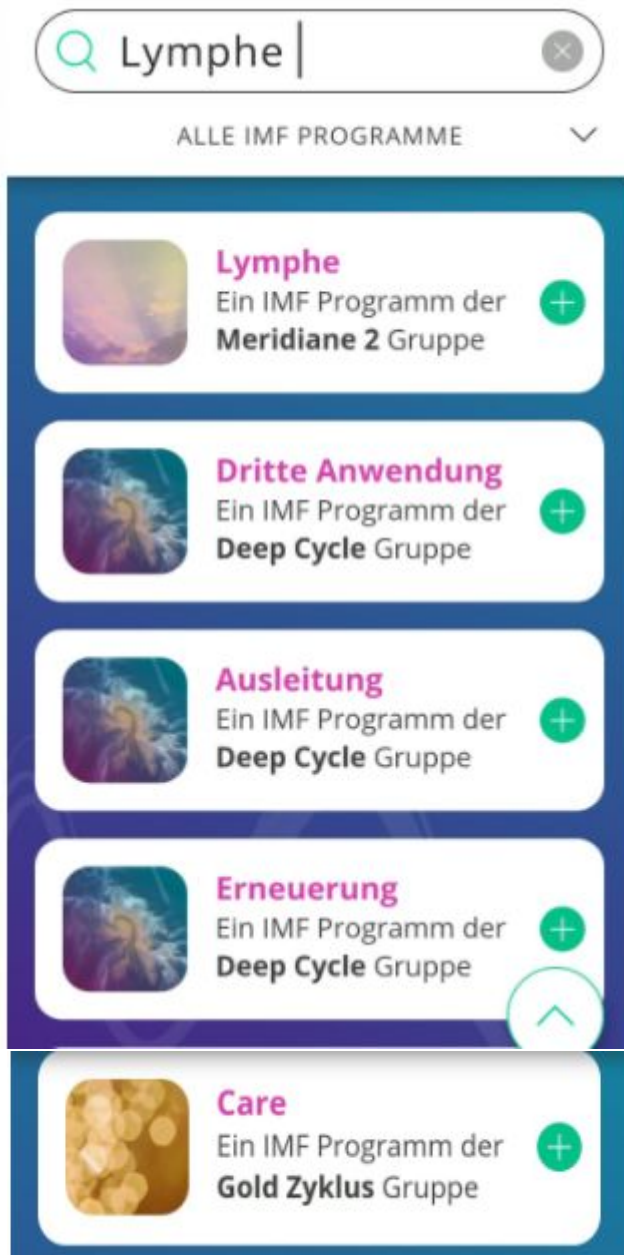 Lymphe
ALLE IMF PROGRAMME
Lymphe
Ein IMF Programm der
Meridiane 2 Gruppe
Dritte Anwendung
Ein IMF Programm der
Deep Cycle Gruppe
Ausleitung
Ein IMF Programm der
Deep Cycle Gruppe
Erneuerung
Ein IMF Programm der
Deep Cycle Gruppe
Care
Ein IMF Programm der
Gold Zyklus Gruppe